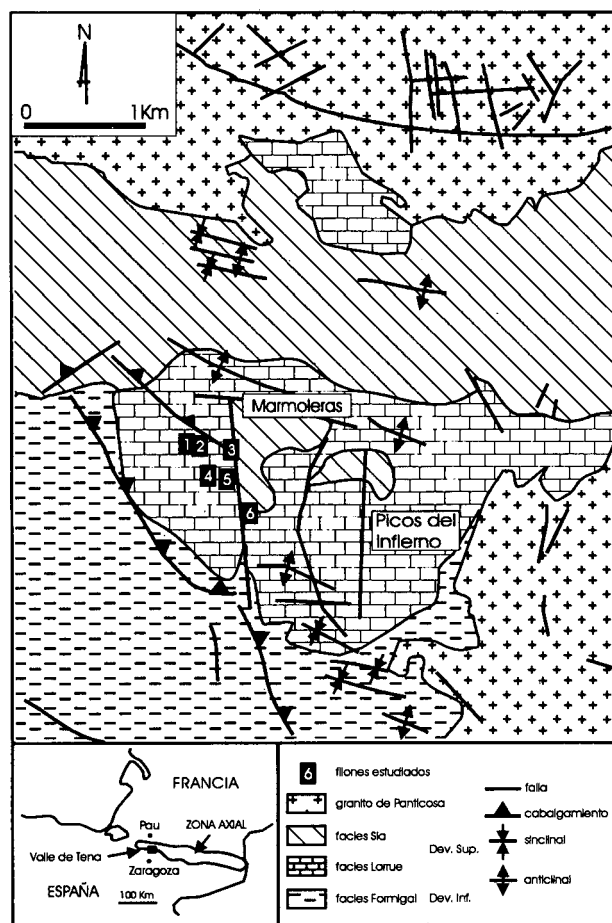 N
0 1Km
Marmoleras
1 2 3
4 5
6
Picos del
Infierno
FRANCIA
Pau
ZONA AXIAL
Valle de Tena
Zaragoza
ESPAÑA
100 Km
6 filones estudiados
granito de Panticosa
facies Sia
Dev. Sup.
facies Larrue
facies Formigal Dev. Inf.
falla
cabalgamiento
sinclinal
anticlinal